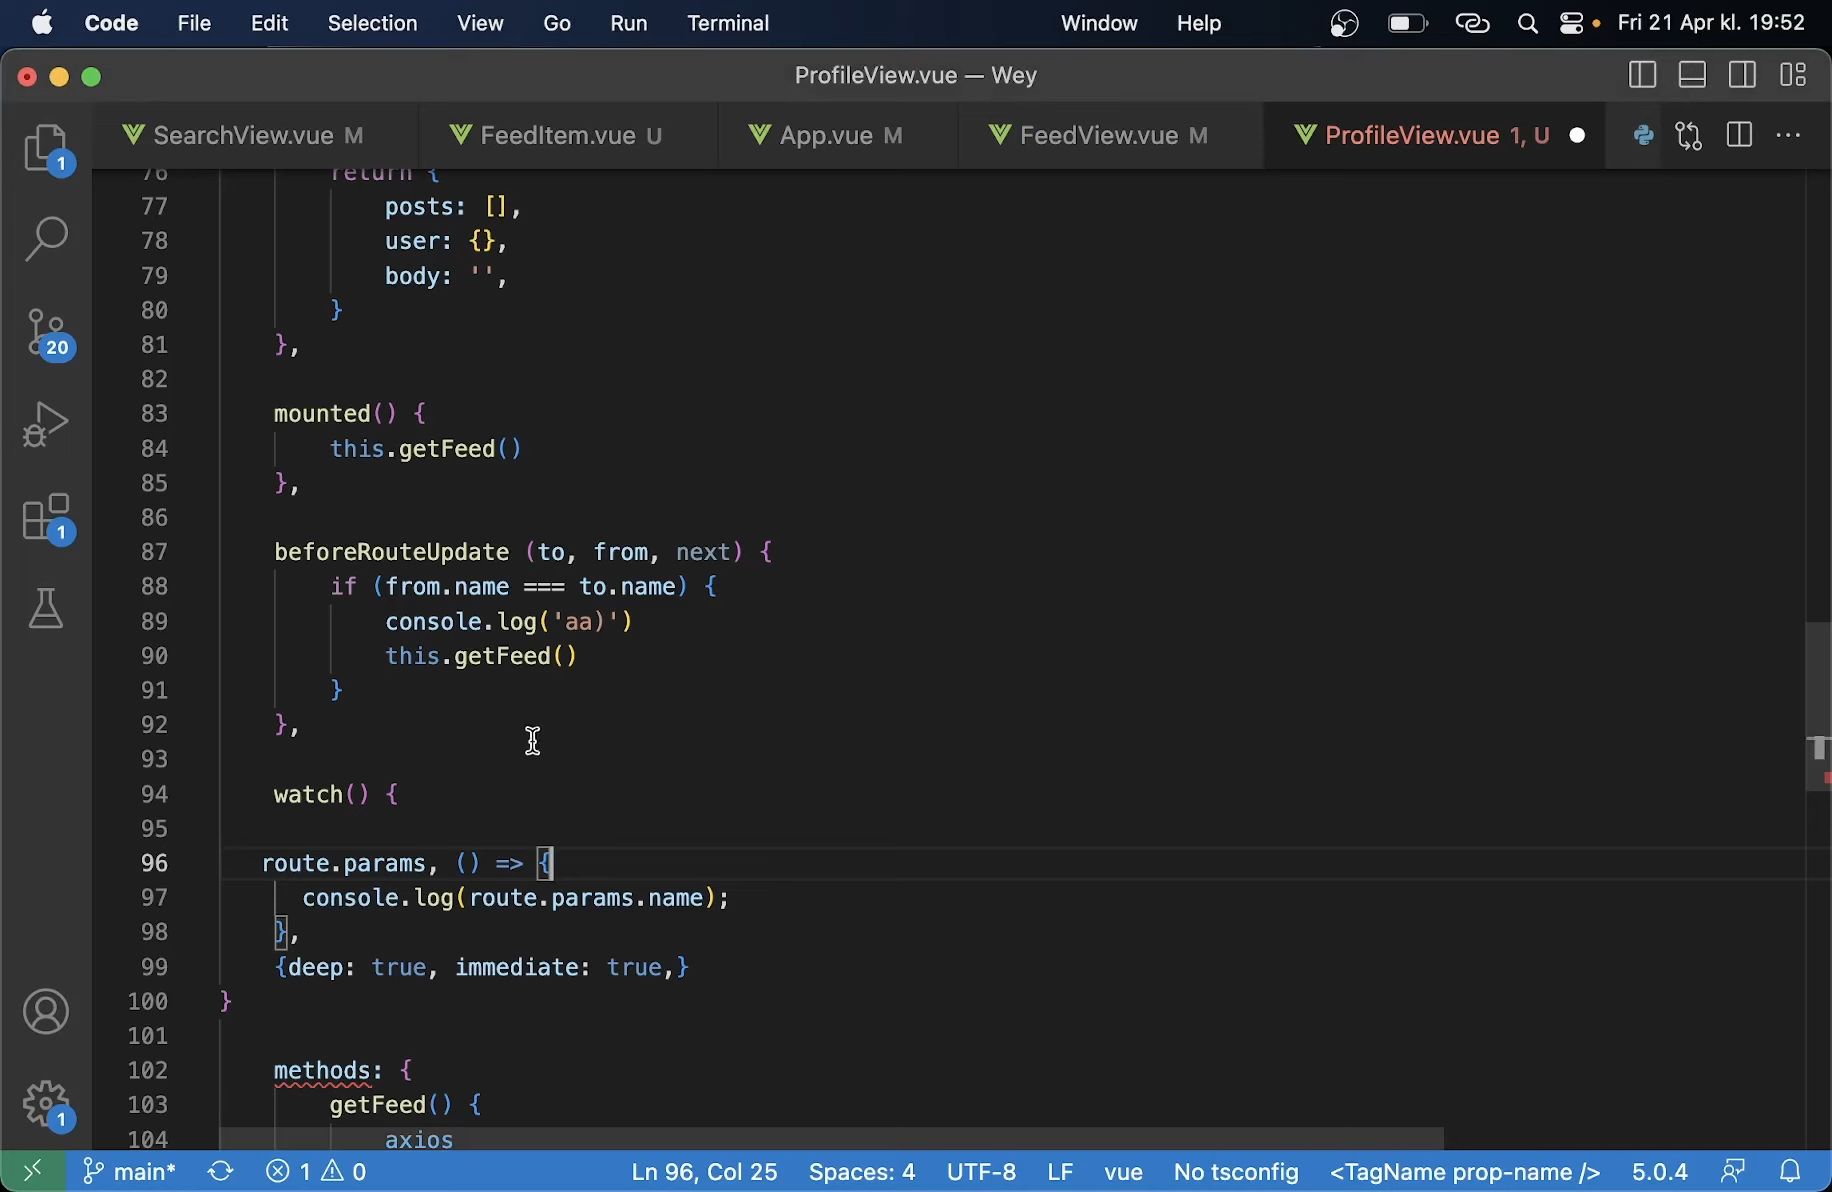 Code File Edit Selection View Go Run Terminal Window Help Fri 21 Apr kl. 19:52
ProfileView.vue — Wey
SearchView.vue M FeedItem.vue U App.vue M FeedView.vue M ProfileView.vue 1, U
76 return {
77 posts: [],
78 user: {},
79 body: '',
80 }
81 },
82
83 mounted() {
84 this.getFeed()
85 },
86
87 beforeRouteUpdate (to, from, next) {
88 if (from.name === to.name) {
89 console.log('aa)')
90 this.getFeed()
91 }
92 },
93
94 watch() {
95
96 route.params, () => {
97 console.log(route.params.name);
98 },
99 {deep: true, immediate: true,}
100 }
101
102 methods: {
103 getFeed() {
104 axios
1
20
1
1
main* 1 0 Ln 96, Col 25 Spaces: 4 UTF-8 LF vue No tsconfig <TagName prop-name /> 5.0.4